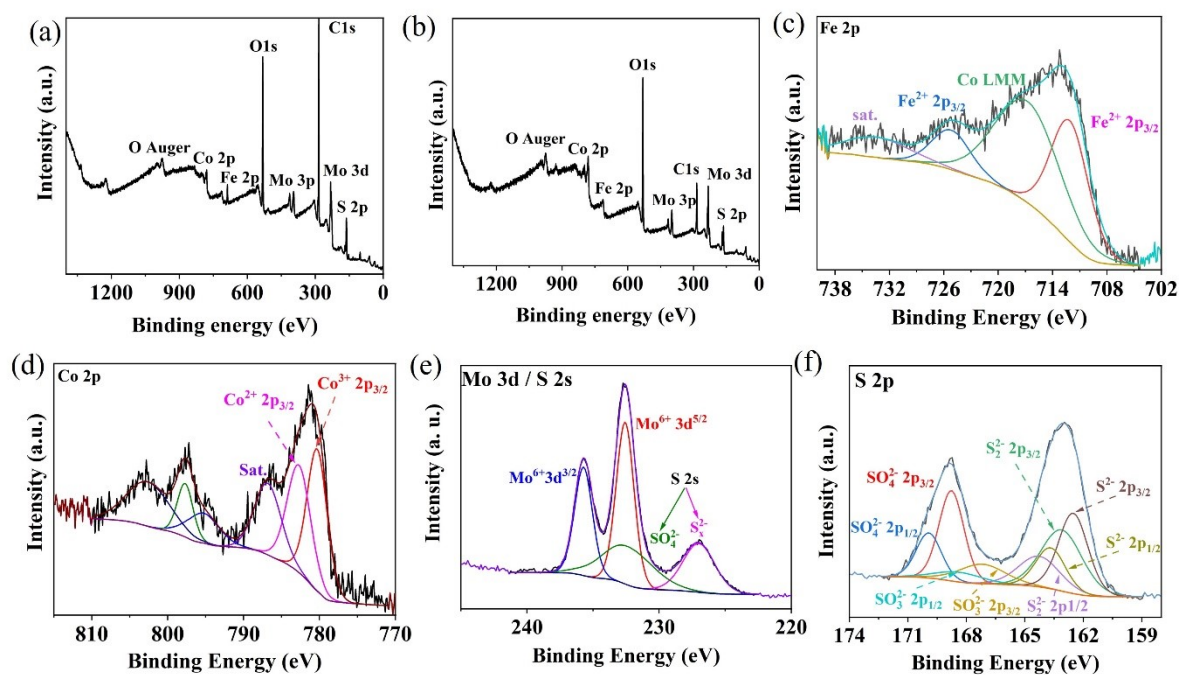 (a)
C1s
O1s
O Auger
Co 2p
Fe 2p
Mo 3p
Mo 3d
S 2p
Intensity (a.u.)
1200 900 600 300 0
Binding energy (eV)
(b)
O1s
O Auger
Co 2p
Fe 2p
C1s
Mo 3d
Mo 3p
S 2p
Intensity (a.u.)
1200 900 600 300 0
Binding energy (eV)
(c)
Fe 2p
Co LMM
Fe²⁺ 2p₃/₂
sat.
Fe²⁺ 2p₃/₂
Intensity (a.u.)
738 732 726 720 714 708 702
Binding Energy (eV)
(d)
Co 2p
Co³⁺ 2p₃/₂
Co²⁺ 2p₃/₂
Sat.
Intensity (a.u.)
810 800 790 780 770
Binding Energy (eV)
(e)
Mo 3d / S 2s
Mo⁶⁺ 3d⁵/²
Mo⁶⁺3d³/²
S 2s
SO₄²⁻
Sₓ²⁻
Intensity (a. u.)
240 230 220
Binding Energy (eV)
(f)
S 2p
S₂²⁻ 2p₃/₂
SO₄²⁻ 2p₃/₂
S²⁻ 2p₃/₂
SO₄²⁻ 2p₁/₂
S²⁻ 2p₁/₂
SO₃²⁻ 2p₁/₂
SO₃²⁻ 2p₃/₂
S₂²⁻ 2p1/2
Intensity (a.u.)
174 171 168 165 162 159
Binding Energy (eV)